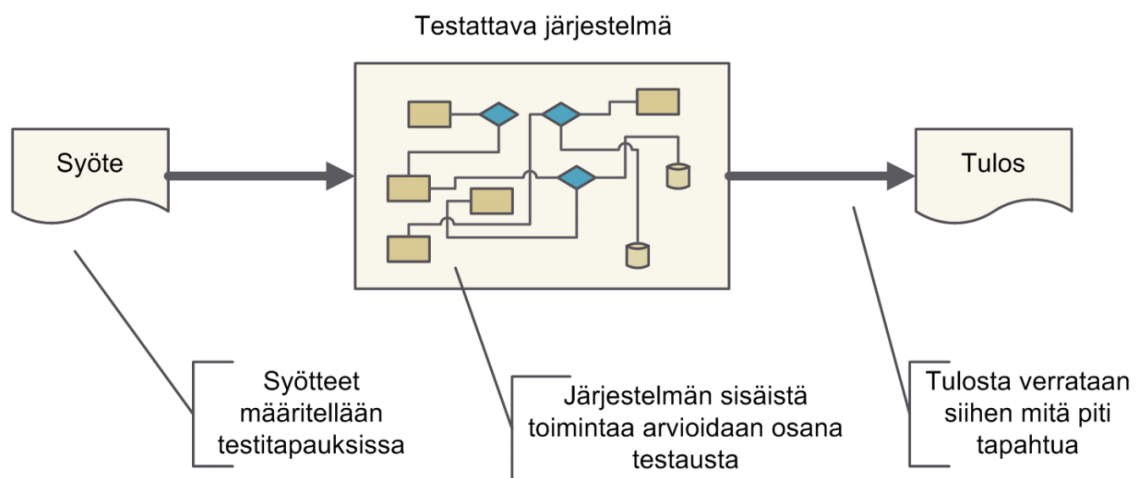 Testattava järjestelmä
Syöte
Tulos
Syötteet
määritellään
testitapauksissa
Järjestelmän sisäistä
toimintaa arvioidaan osana
testausta
Tulosta verrataan
siihen mitä piti
tapahtua